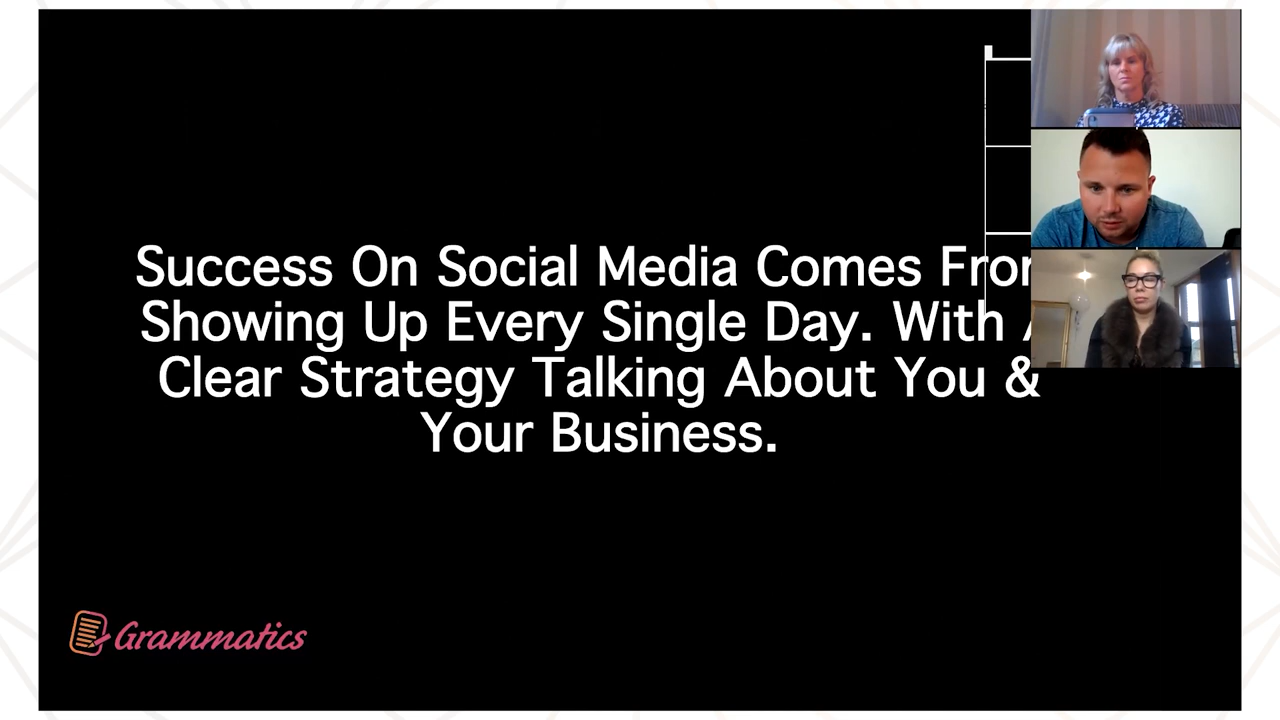 Success On Social Media Comes
Showing Up Every Single Day. With
Clear Strategy Talking About You &
Your Business.
Grammatics